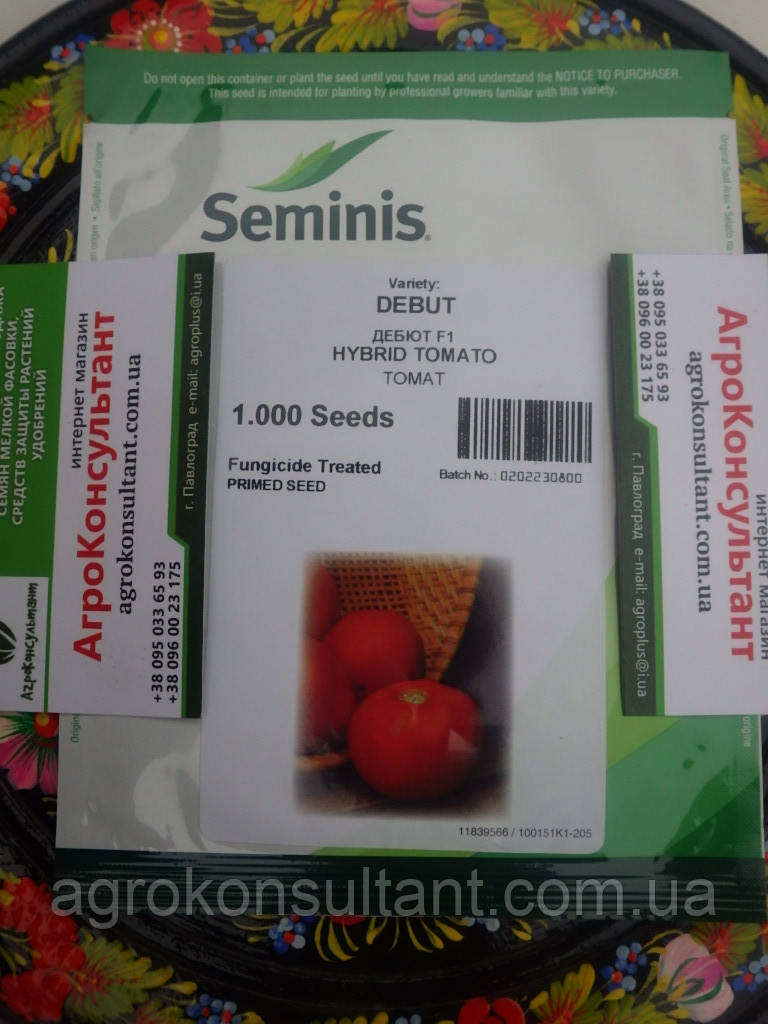 Do not open this container or plant the seed until you have read and understand the NOTICE TO PURCHASER.
This seed is intended for planting by professional growers familiar with this variety.
Seminis
Variety:
DEBUT
ДЕБЮТ F1
HYBRID TOMATO
ТОМАТ
1.000 Seeds
Fungicide Treated
PRIMED SEED
Batch No.: 0202230800
11839566 / 100151K1-205
СЕМЯН МЕЛКОЙ ФАСОВКИ,
СРЕДСТВ ЗАЩИТЫ РАСТЕНИЙ
УДОБРЕНИЙ
АгроКонсультант
интернет магазин
АгроКонсультант
agrokonsultant.com.ua
+38 095 033 65 93
+38 096 00 23 175
г. Павлоград e-mail: agroplus@i.ua
+38 095 033 65 93
+38 096 00 23 175
АгроКонсультант
agrokonsultant.com.ua
интернет магазин
г. Павлоград e-mail: agroplus@i.ua
agrokonsultant.com.ua